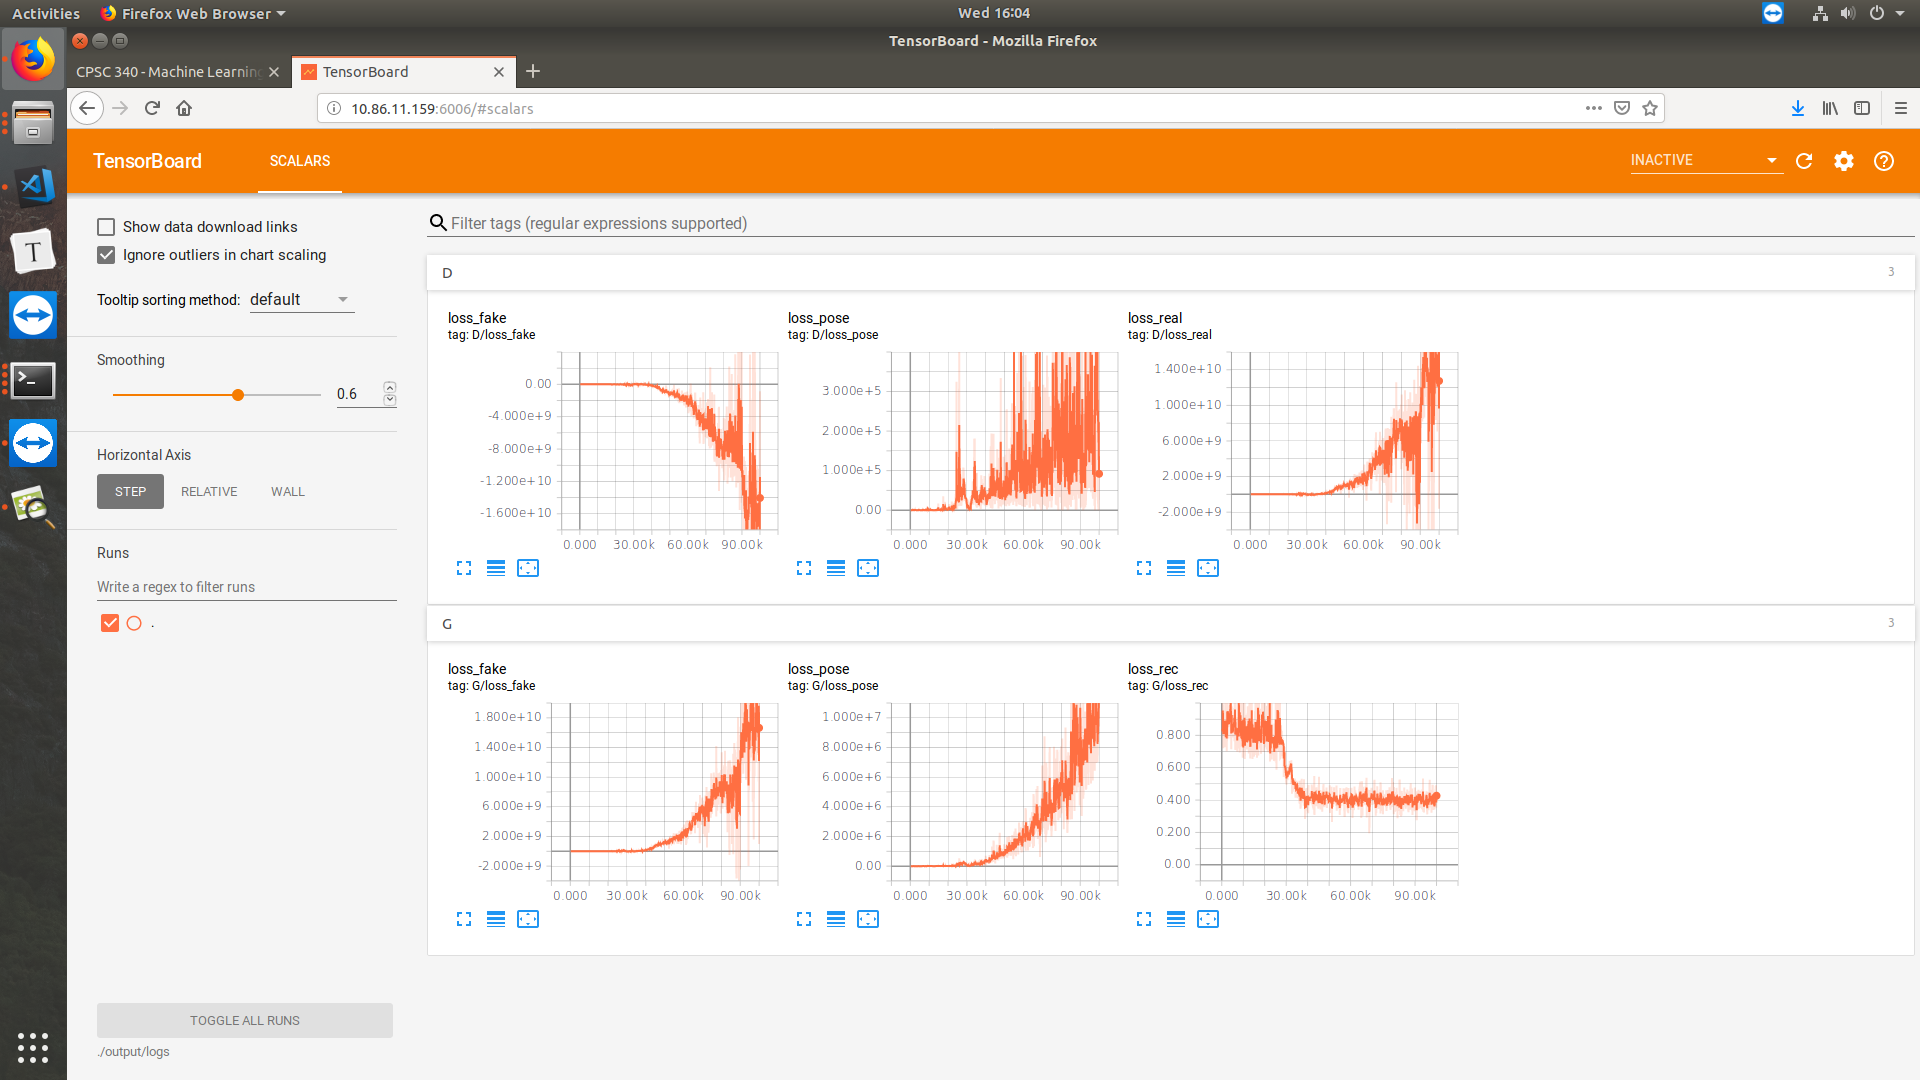 Activities
Firefox Web Browser
Wed 16:04
TensorBoard - Mozilla Firefox
CPSC 340 - Machine Learning
TensorBoard
10.86.11.159:6006/#scalars
TensorBoard
SCALARS
INACTIVE
Show data download links
Ignore outliers in chart scaling
Tooltip sorting method: default
Smoothing
0.6
Horizontal Axis
STEP RELATIVE WALL
Runs
Write a regex to filter runs
.
TOGGLE ALL RUNS
./output/logs
Filter tags (regular expressions supported)
D 3
loss_fake
tag: D/loss_fake
0.00
-4.000e+9
-8.000e+9
-1.200e+10
-1.600e+10
0.000 30.00k 60.00k 90.00k
loss_pose
tag: D/loss_pose
3.000e+5
2.000e+5
1.000e+5
0.00
0.000 30.00k 60.00k 90.00k
loss_real
tag: D/loss_real
1.400e+10
1.000e+10
6.000e+9
2.000e+9
-2.000e+9
0.000 30.00k 60.00k 90.00k
G 3
loss_fake
tag: G/loss_fake
1.800e+10
1.400e+10
1.000e+10
6.000e+9
2.000e+9
-2.000e+9
0.000 30.00k 60.00k 90.00k
loss_pose
tag: G/loss_pose
1.000e+7
8.000e+6
6.000e+6
4.000e+6
2.000e+6
0.00
0.000 30.00k 60.00k 90.00k
loss_rec
tag: G/loss_rec
0.800
0.600
0.400
0.200
0.00
0.000 30.00k 60.00k 90.00k
T